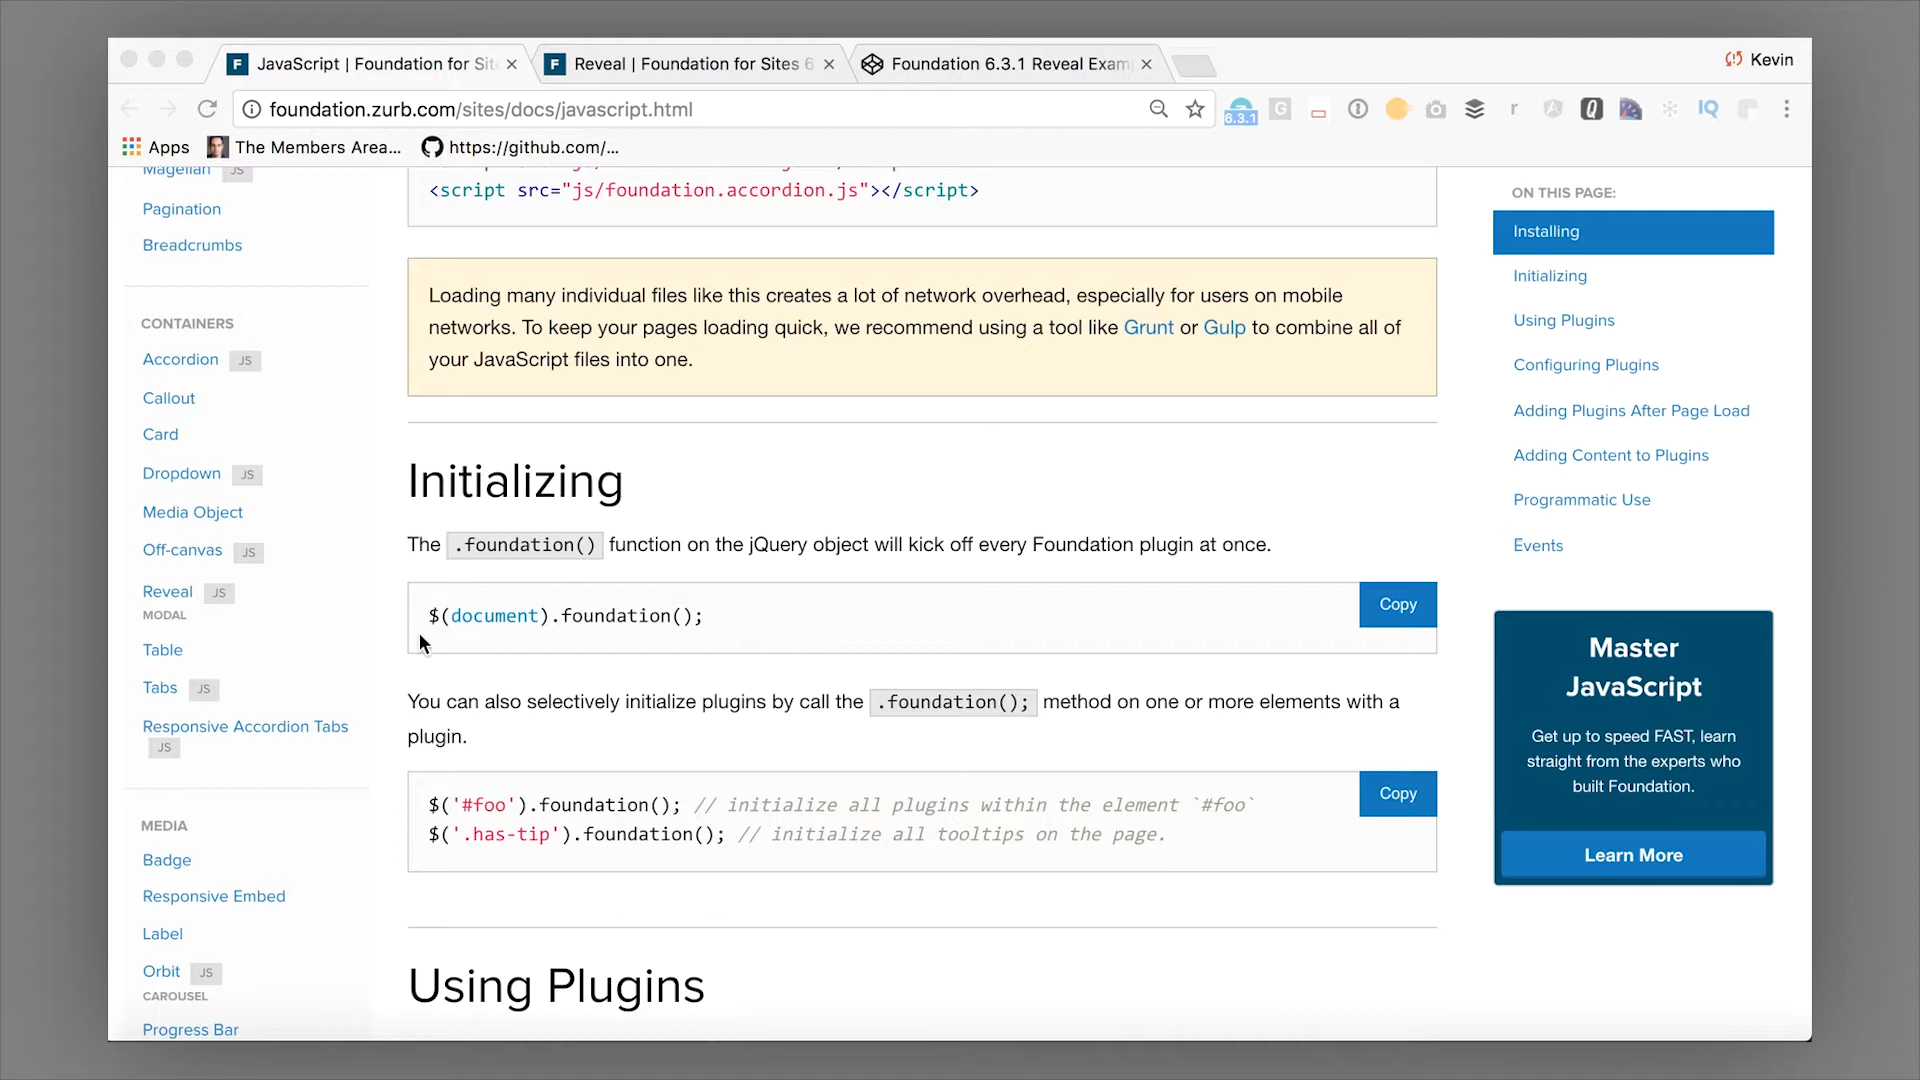 JavaScript | Foundation for Sit
Reveal | Foundation for Sites 6
Foundation 6.3.1 Reveal Exam
Kevin
foundation.zurb.com/sites/docs/javascript.html
6.3.1
IQ
Apps
The Members Area...
https://github.com/...
Magellan JS
Pagination
Breadcrumbs
CONTAINERS
Accordion JS
Callout
Card
Dropdown JS
Media Object
Off-canvas JS
Reveal JS
MODAL
Table
Tabs JS
Responsive Accordion Tabs
JS
MEDIA
Badge
Responsive Embed
Label
Orbit JS
CAROUSEL
Progress Bar
<script src="js/foundation.accordion.js"></script>
Loading many individual files like this creates a lot of network overhead, especially for users on mobile
networks. To keep your pages loading quick, we recommend using a tool like Grunt or Gulp to combine all of
your JavaScript files into one.
Initializing
The .foundation() function on the jQuery object will kick off every Foundation plugin at once.
$(document).foundation();
Copy
You can also selectively initialize plugins by call the .foundation(); method on one or more elements with a
plugin.
$('#foo').foundation(); // initialize all plugins within the element `#foo`
$('.has-tip').foundation(); // initialize all tooltips on the page.
Copy
Using Plugins
ON THIS PAGE:
Installing
Initializing
Using Plugins
Configuring Plugins
Adding Plugins After Page Load
Adding Content to Plugins
Programmatic Use
Events
Master
JavaScript
Get up to speed FAST, learn
straight from the experts who
built Foundation.
Learn More